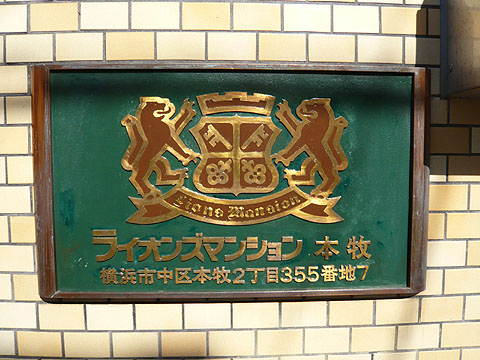 Lions Mansion
ライオンズマンション 本牧
横浜市中区本牧2丁目355番地7